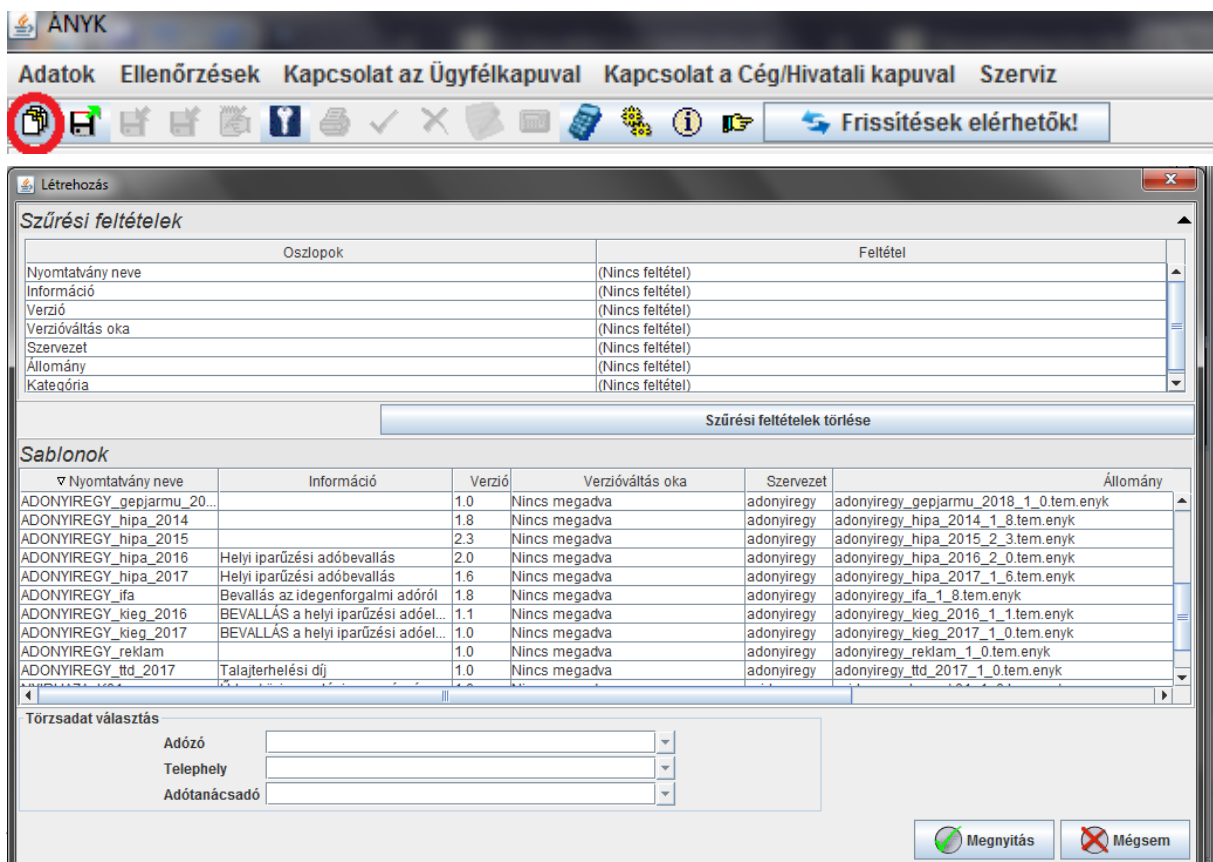 ÁNYK
Adatok Ellenőrzések Kapcsolat az Ügyfélkapuval Kapcsolat a Cég/Hivatali kapuval Szerviz
Frissítések elérhetők!
Létrehozás
Szűrési feltételek
Oszlopok Feltétel
Nyomtatvány neve (Nincs feltétel)
Információ (Nincs feltétel)
Verzió (Nincs feltétel)
Verzióváltás oka (Nincs feltétel)
Szervezet (Nincs feltétel)
Állomány (Nincs feltétel)
Kategória (Nincs feltétel)
Szűrési feltételek törlése
Sablonok
Nyomtatvány neve Információ Verzió Verzióváltás oka Szervezet Állomány
ADONYIREGY_gepjarmu_20... 1.0 Nincs megadva adonyiregy adonyiregy_gepjarmu_2018_1_0.tem.enyk
ADONYIREGY_hipa_2014 1.8 Nincs megadva adonyiregy adonyiregy_hipa_2014_1_8.tem.enyk
ADONYIREGY_hipa_2015 2.3 Nincs megadva adonyiregy adonyiregy_hipa_2015_2_3.tem.enyk
ADONYIREGY_hipa_2016 Helyi iparűzési adóbevallás 2.0 Nincs megadva adonyiregy adonyiregy_hipa_2016_2_0.tem.enyk
ADONYIREGY_hipa_2017 Helyi iparűzési adóbevallás 1.6 Nincs megadva adonyiregy adonyiregy_hipa_2017_1_6.tem.enyk
ADONYIREGY_ifa Bevallás az idegenforgalmi adóról 1.8 Nincs megadva adonyiregy adonyiregy_ifa_1_8.tem.enyk
ADONYIREGY_kieg_2016 BEVALLÁS a helyi iparűzési adóel... 1.1 Nincs megadva adonyiregy adonyiregy_kieg_2016_1_1.tem.enyk
ADONYIREGY_kieg_2017 BEVALLÁS a helyi iparűzési adóel... 1.0 Nincs megadva adonyiregy adonyiregy_kieg_2017_1_0.tem.enyk
ADONYIREGY_reklam 1.0 Nincs megadva adonyiregy adonyiregy_reklam_1_0.tem.enyk
ADONYIREGY_ttd_2017 Talajterhelési díj 1.0 Nincs megadva adonyiregy adonyiregy_ttd_2017_1_0.tem.enyk
Törzsadat választás
Adózó
Telephely
Adótanácsadó
Megnyitás Mégsem